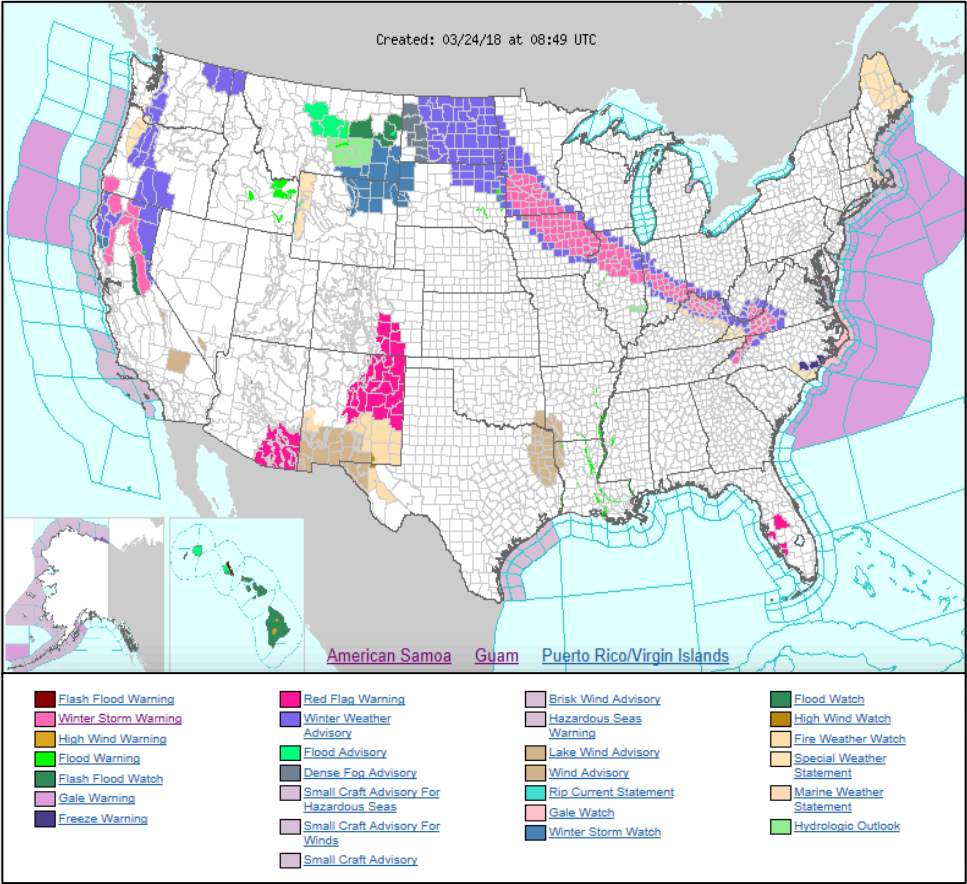 Created: 03/24/18 at 08:49 UTC
American Samoa Guam Puerto Rico/Virgin Islands
Flash Flood Warning
Winter Storm Warning
High Wind Warning
Flood Warning
Flash Flood Watch
Gale Warning
Freeze Warning
Red Flag Warning
Winter Weather
Advisory
Flood Advisory
Dense Fog Advisory
Small Craft Advisory For
Hazardous Seas
Small Craft Advisory For
Winds
Small Craft Advisory
Brisk Wind Advisory
Hazardous Seas
Warning
Lake Wind Advisory
Wind Advisory
Rip Current Statement
Gale Watch
Winter Storm Watch
Flood Watch
High Wind Watch
Fire Weather Watch
Special Weather
Statement
Marine Weather
Statement
Hydrologic Outlook